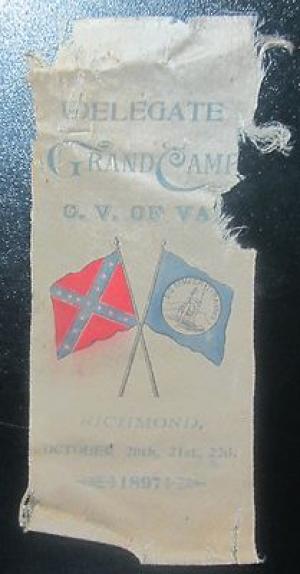 DELEGATE
GRAND CAMP
C. V. OF VA
RICHMOND,
OCTOBER 20th, 21st, 22d.
1897